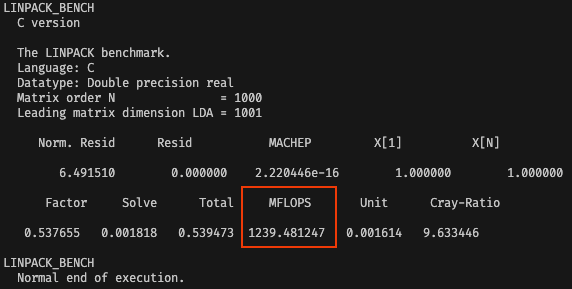 LINPACK_BENCH
C version
The LINPACK benchmark.
Language: C
Datatype: Double precision real
Matrix order N               = 1000
Leading matrix dimension LDA = 1001
Norm. Resid      Resid           MACHEP         X[1]          X[N]
6.491510        0.000000    2.220446e-16        1.000000        1.000000
Factor     Solve      Total     MFLOPS       Unit      Cray-Ratio
0.537655   0.001818   0.539473   1239.481247   0.001614   9.633446
LINPACK_BENCH
Normal end of execution.